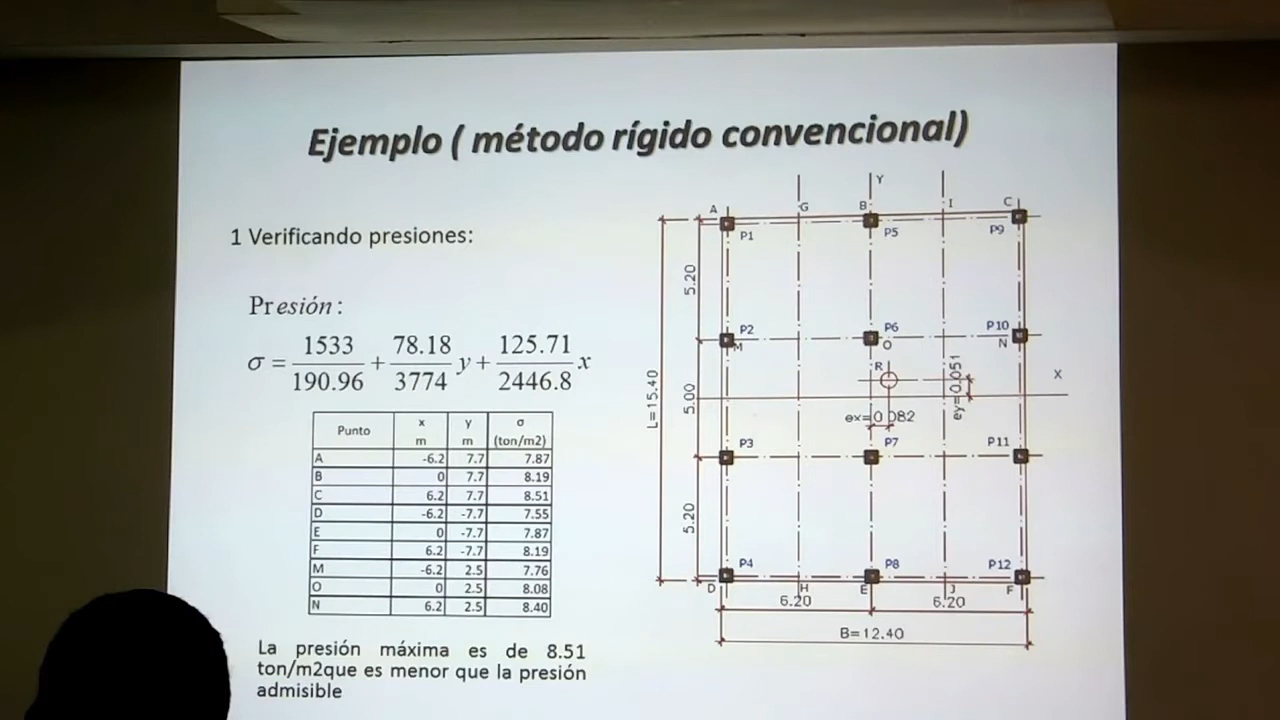 Ejemplo ( método rígido convencional)
1 Verificando presiones:
Presión :
σ = 1533/190.96 + 78.18/3774 y + 125.71/2446.8 x
Punto x m y m σ (ton/m2)
A -6.2 7.7 7.87
B 0 7.7 8.19
C 6.2 7.7 8.51
D -6.2 -7.7 7.55
E 0 -7.7 7.87
F 6.2 -7.7 8.19
M -6.2 2.5 7.76
O 0 2.5 8.08
N 6.2 2.5 8.40
La presión máxima es de 8.51
ton/m2que es menor que la presión
admisible
Y
A G B I C
P1 P5 P9
5.20
P2 P6 P10
M O N
R
X
L=15.40
5.00
ex=0.082
ey=0.051
P3 P7 P11
5.20
P4 P8 P12
D H E J F
6.20 6.20
B=12.40